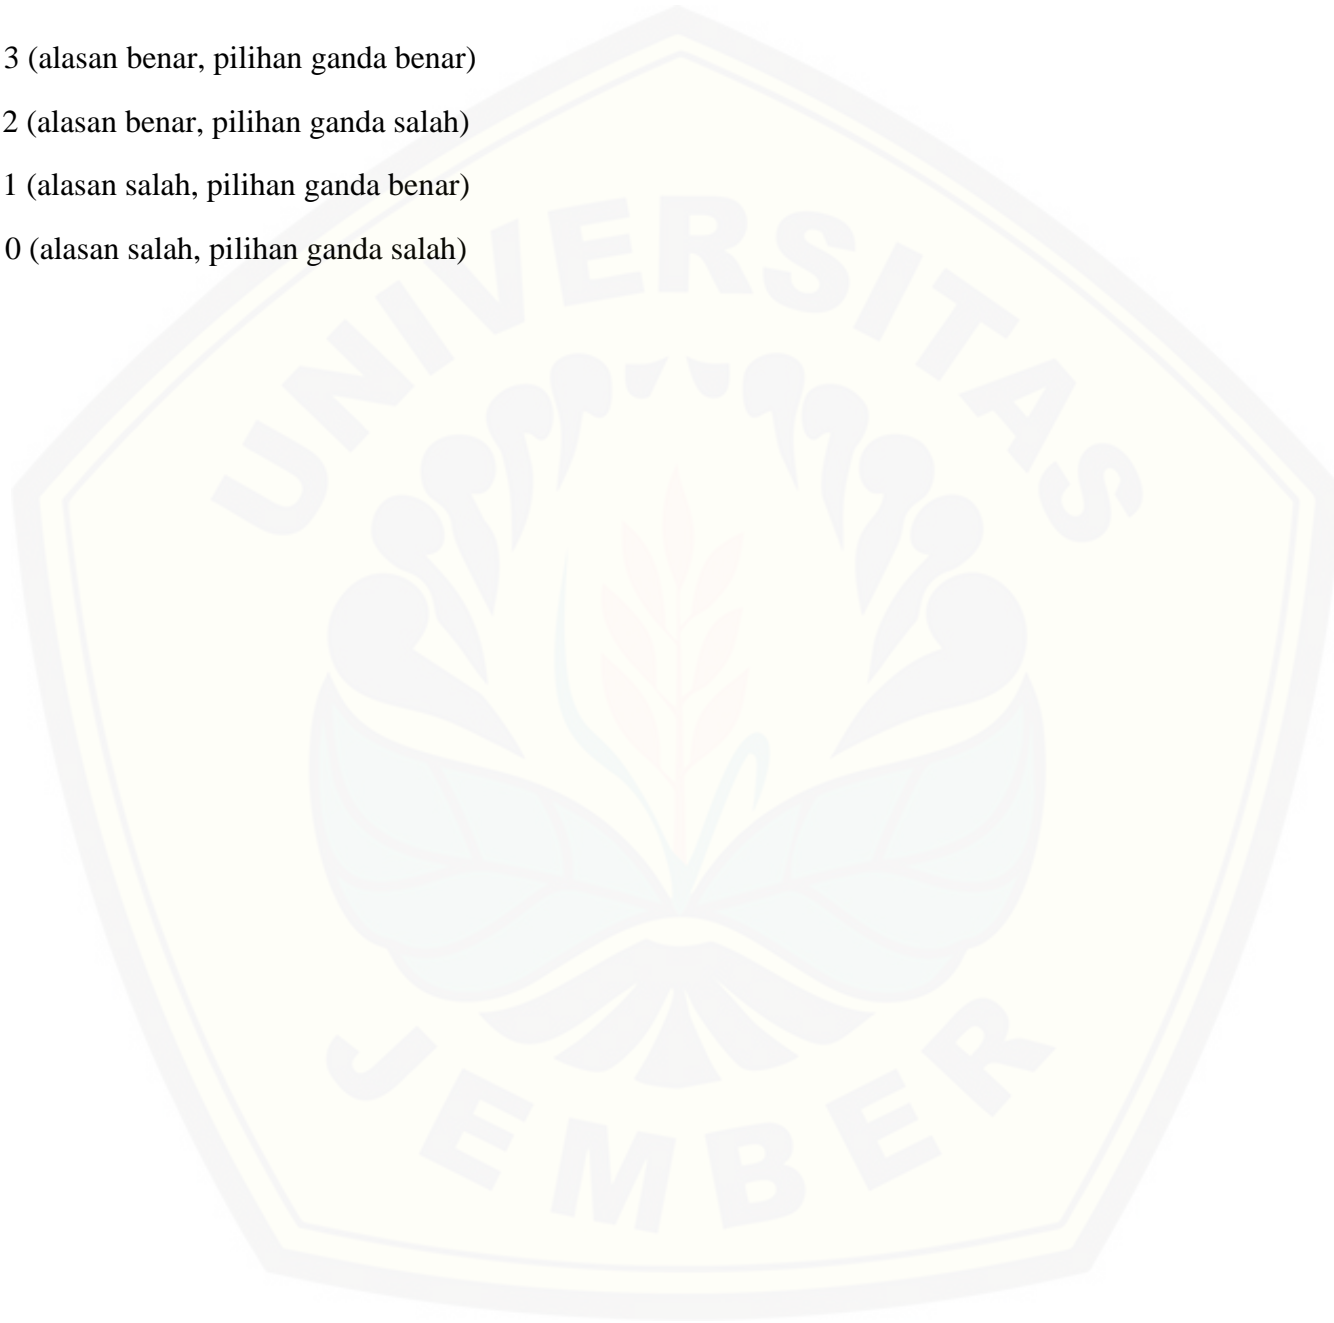 3 (alasan benar, pilihan ganda benar)
2 (alasan benar, pilihan ganda salah)
1 (alasan salah, pilihan ganda benar)
0 (alasan salah, pilihan ganda salah)
UNIVERSITAS
JEMBER